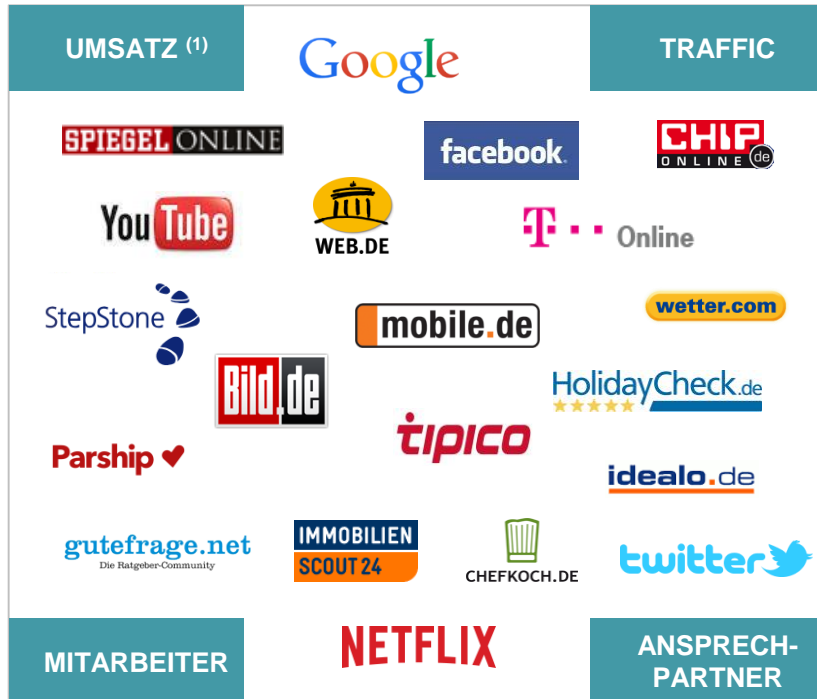 UMSATZ (1)
Google
TRAFFIC
SPIEGEL ONLINE
facebook.
CHIP
ONLINE de
You Tube
WEB.DE
T · · Online
StepStone
mobile.de
wetter.com
Bild.de
HolidayCheck.de
tipico
Parship
idealo.de
gutefrage.net
Die Ratgeber-Community
IMMOBILIEN
SCOUT 24
CHEFKOCH.DE
twitter
MITARBEITER
NETFLIX
ANSPRECH-
PARTNER